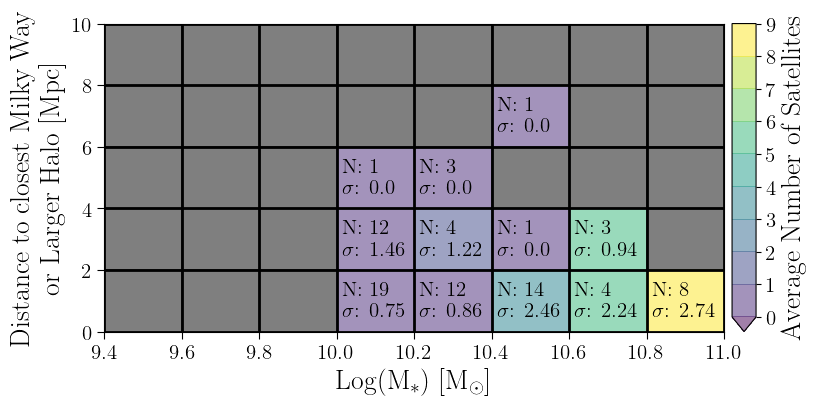 Distance to closest Milky Way
or Larger Halo [Mpc]
10
8
6
4
2
0
N: 1
σ: 0.0
N: 1
σ: 0.0
N: 3
σ: 0.0
N: 12
σ: 1.46
N: 4
σ: 1.22
N: 1
σ: 0.0
N: 3
σ: 0.94
N: 19
σ: 0.75
N: 12
σ: 0.86
N: 14
σ: 2.46
N: 4
σ: 2.24
N: 8
σ: 2.74
9.4 9.6 9.8 10.0 10.2 10.4 10.6 10.8 11.0
Log(M*) [M⊙]
9
8
7
6
5
4
3
2
1
0
Average Number of Satellites